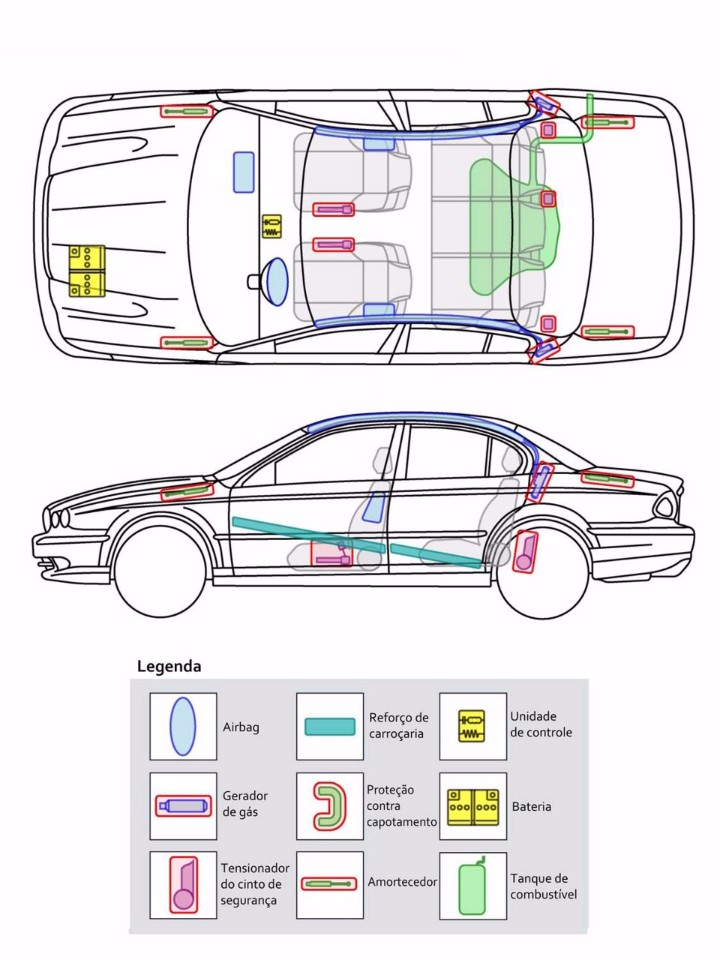 Legenda
Airbag
Reforço de
carroçaria
Unidade
de controle
Gerador
de gás
Proteção
contra
capotamento
Bateria
Tensionador
do cinto de
segurança
Amortecedor
Tanque de
combustível